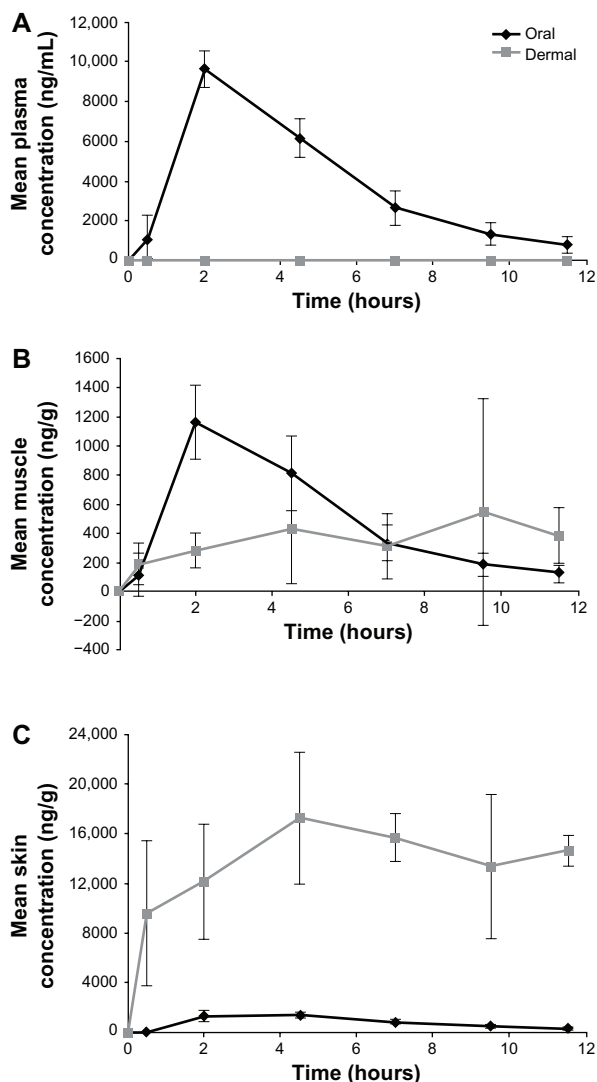 A
Mean plasma
concentration (ng/mL)
12,000
10,000
8000
6000
4000
2000
0
0 2 4 6 8 10 12
Time (hours)
Oral
Dermal
B
Mean muscle
concentration (ng/g)
1600
1400
1200
1000
800
600
400
200
0
−200
−400
2 4 6 8 10 12
Time (hours)
C
Mean skin
concentration (ng/g)
24,000
20,000
16,000
12,000
8000
4000
0
0 2 4 6 8 10 12
Time (hours)